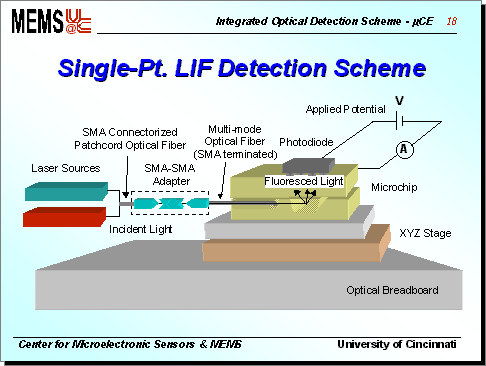 MEMS UC @C Integrated Optical Detection Scheme - µCE 18
Single-Pt. LIF Detection Scheme
V
Applied Potential
SMA Connectorized
Patchcord Optical Fiber
Multi-mode
Optical Fiber
(SMA terminated)
Photodiode
A
Laser Sources
SMA-SMA
Adapter
Fluoresced Light
Microchip
Incident Light
XYZ Stage
Optical Breadboard
Center for Microelectronic Sensors & MEMS University of Cincinnati